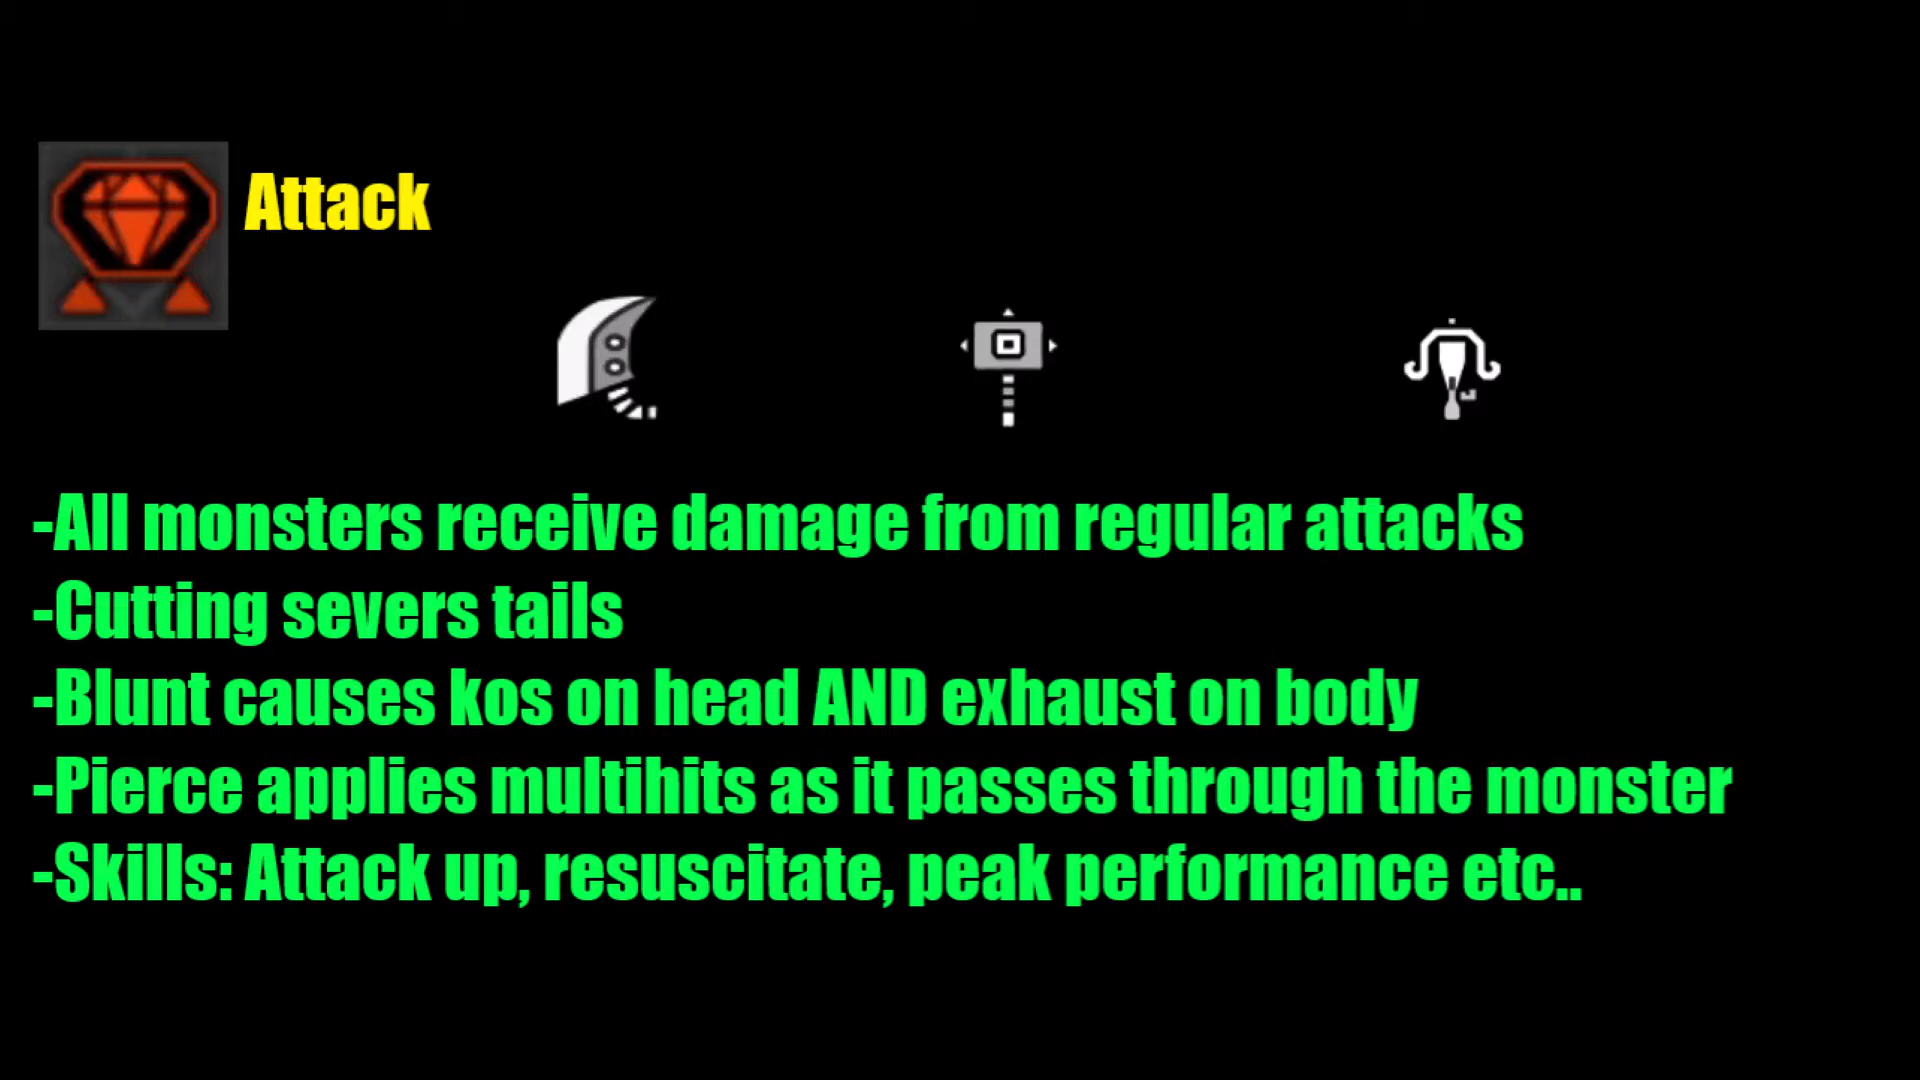 Attack
-All monsters receive damage from regular attacks
-Cutting severs tails
-Blunt causes kos on head AND exhaust on body
-Pierce applies multihits as it passes through the monster
-Skills: Attack up, resuscitate, peak performance etc..